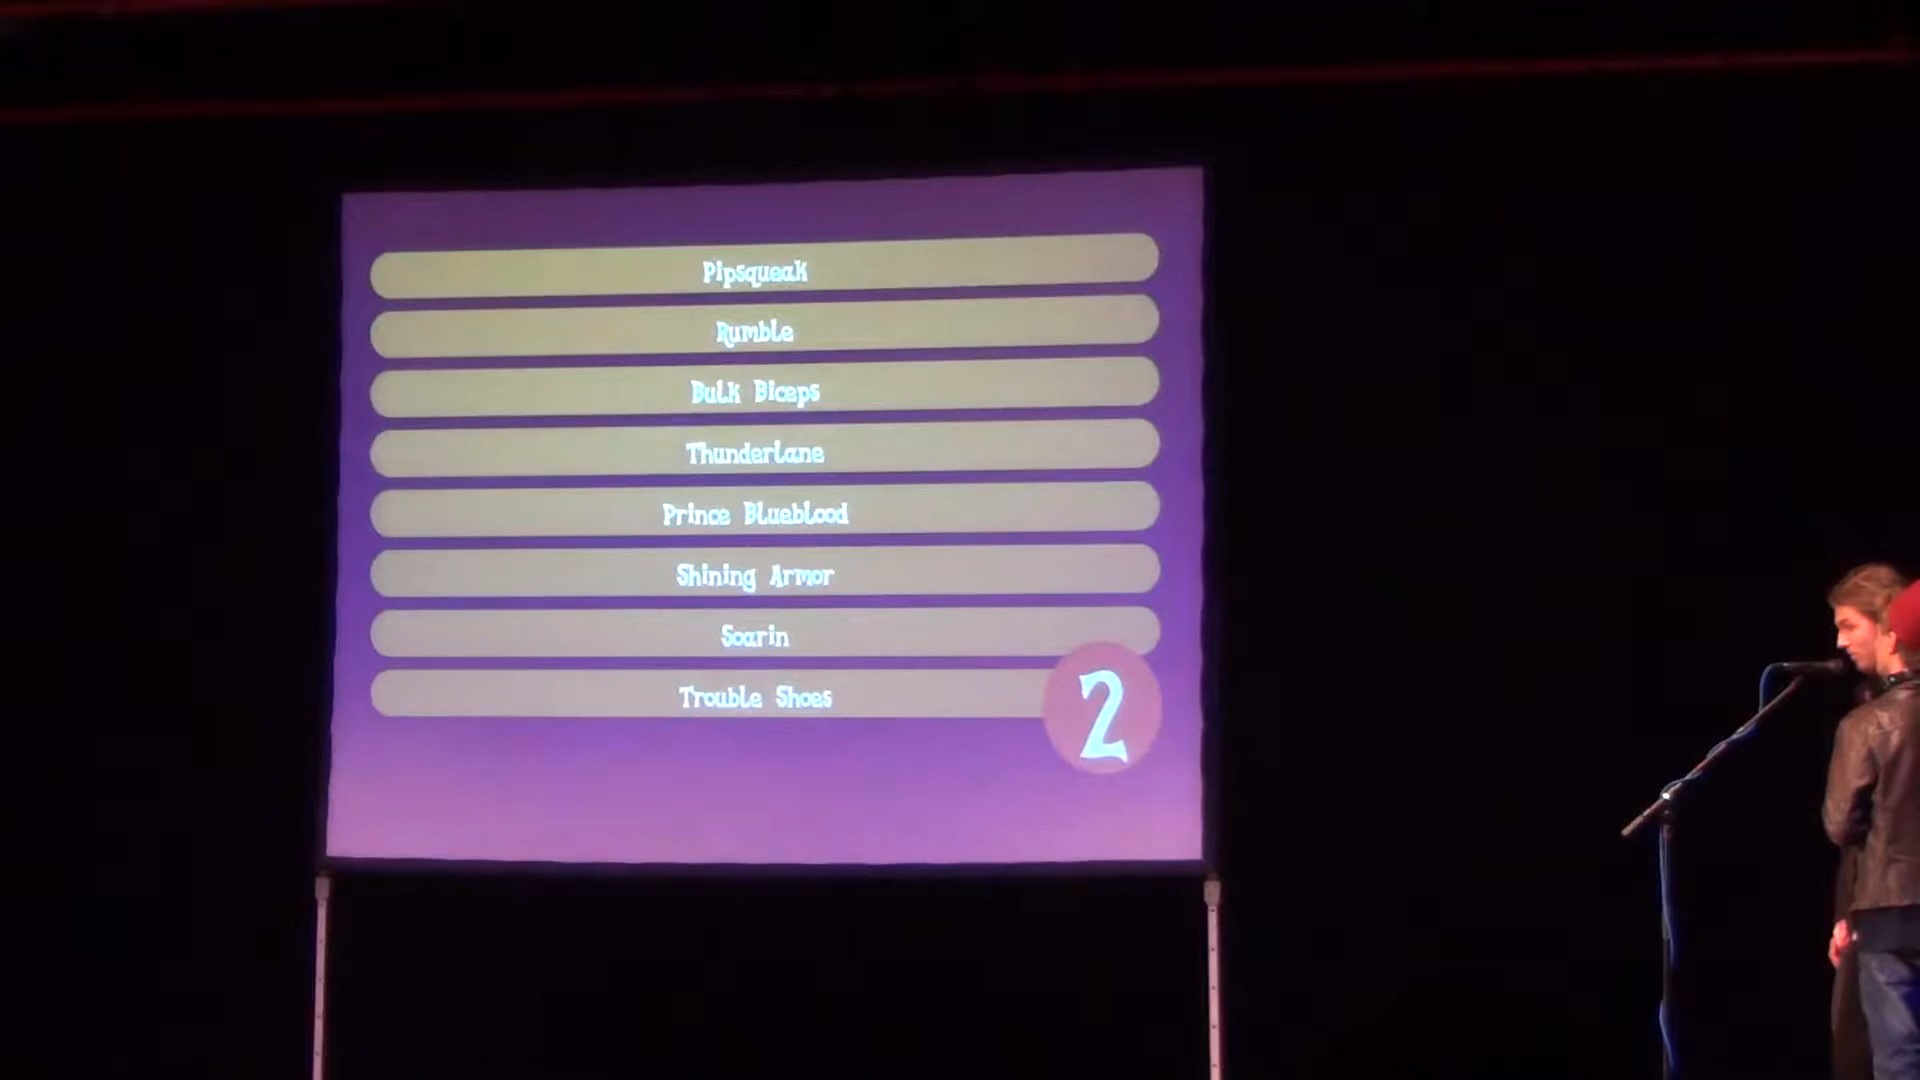 Pipsqueak
Rumble
Bulk Biceps
Thunderlane
Prince Blueblood
Shining Armor
Soarin
Trouble Shoes
2